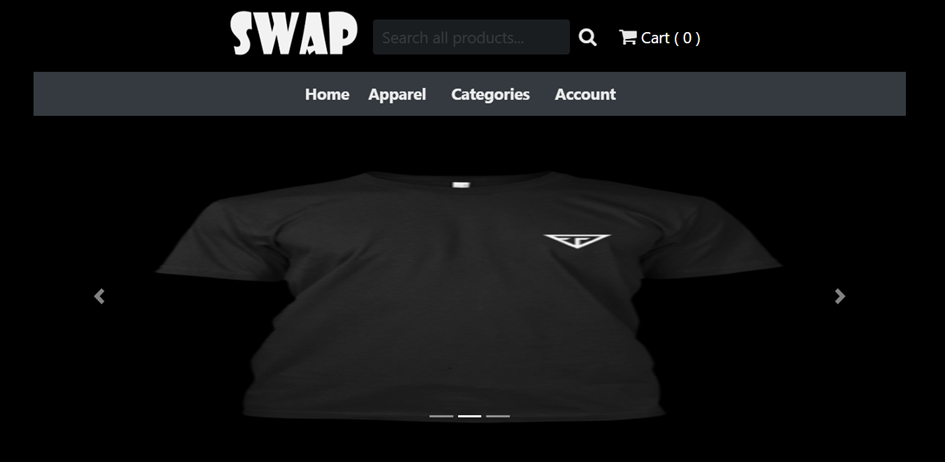 SWAP Search all products... Cart ( 0 )
Home Apparel Categories Account